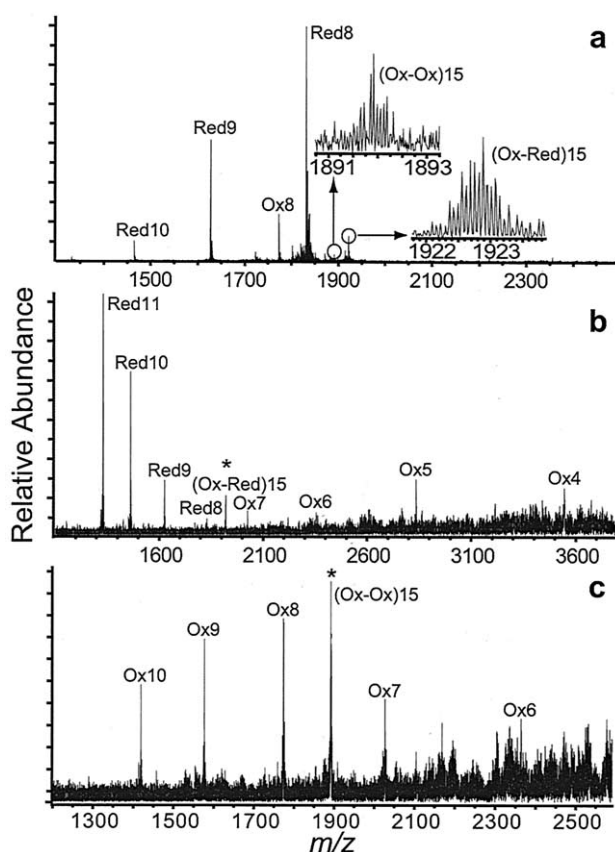 a
Red8
(Ox-Ox)15
Red9
1891 1893
(Ox-Red)15
Ox8
Red10
1922 1923
1500 1700 1900 2100 2300
Relative Abundance
b
Red11
Red10
Red9
*
(Ox-Red)15
Red8
Ox7
Ox6
Ox5
Ox4
1600 2100 2600 3100 3600
c
*
(Ox-Ox)15
Ox8
Ox9
Ox10
Ox7
Ox6
1300 1500 1700 1900 2100 2300 2500
m/z